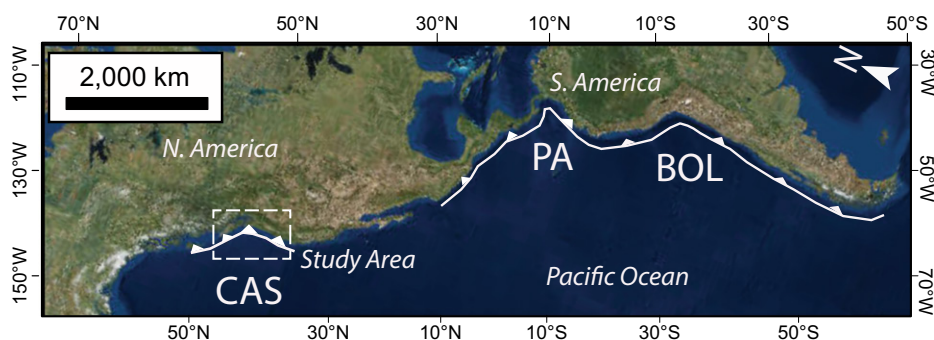 70°N 50°N 30°N 10°N 10°S 15°S 30°S 50°S
110°W
130°W
150°W
2,000 km
N. America
S. America
PA
BOL
CAS
Study Area
Pacific Ocean
N
30°W
50°W
70°W
50°N 30°N 10°N 10°S 30°S 50°S